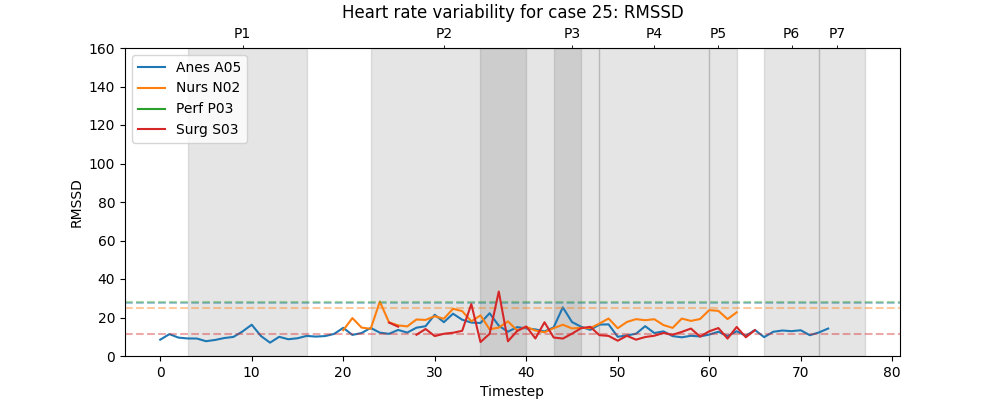 Heart rate variability for case 25: RMSSD
P1 P2 P3 P4 P5 P6 P7
160
140
120
100
80
60
40
20
0
RMSSD
Anes A05
Nurs N02
Perf P03
Surg S03
0 10 20 30 40 50 60 70 80
Timestep